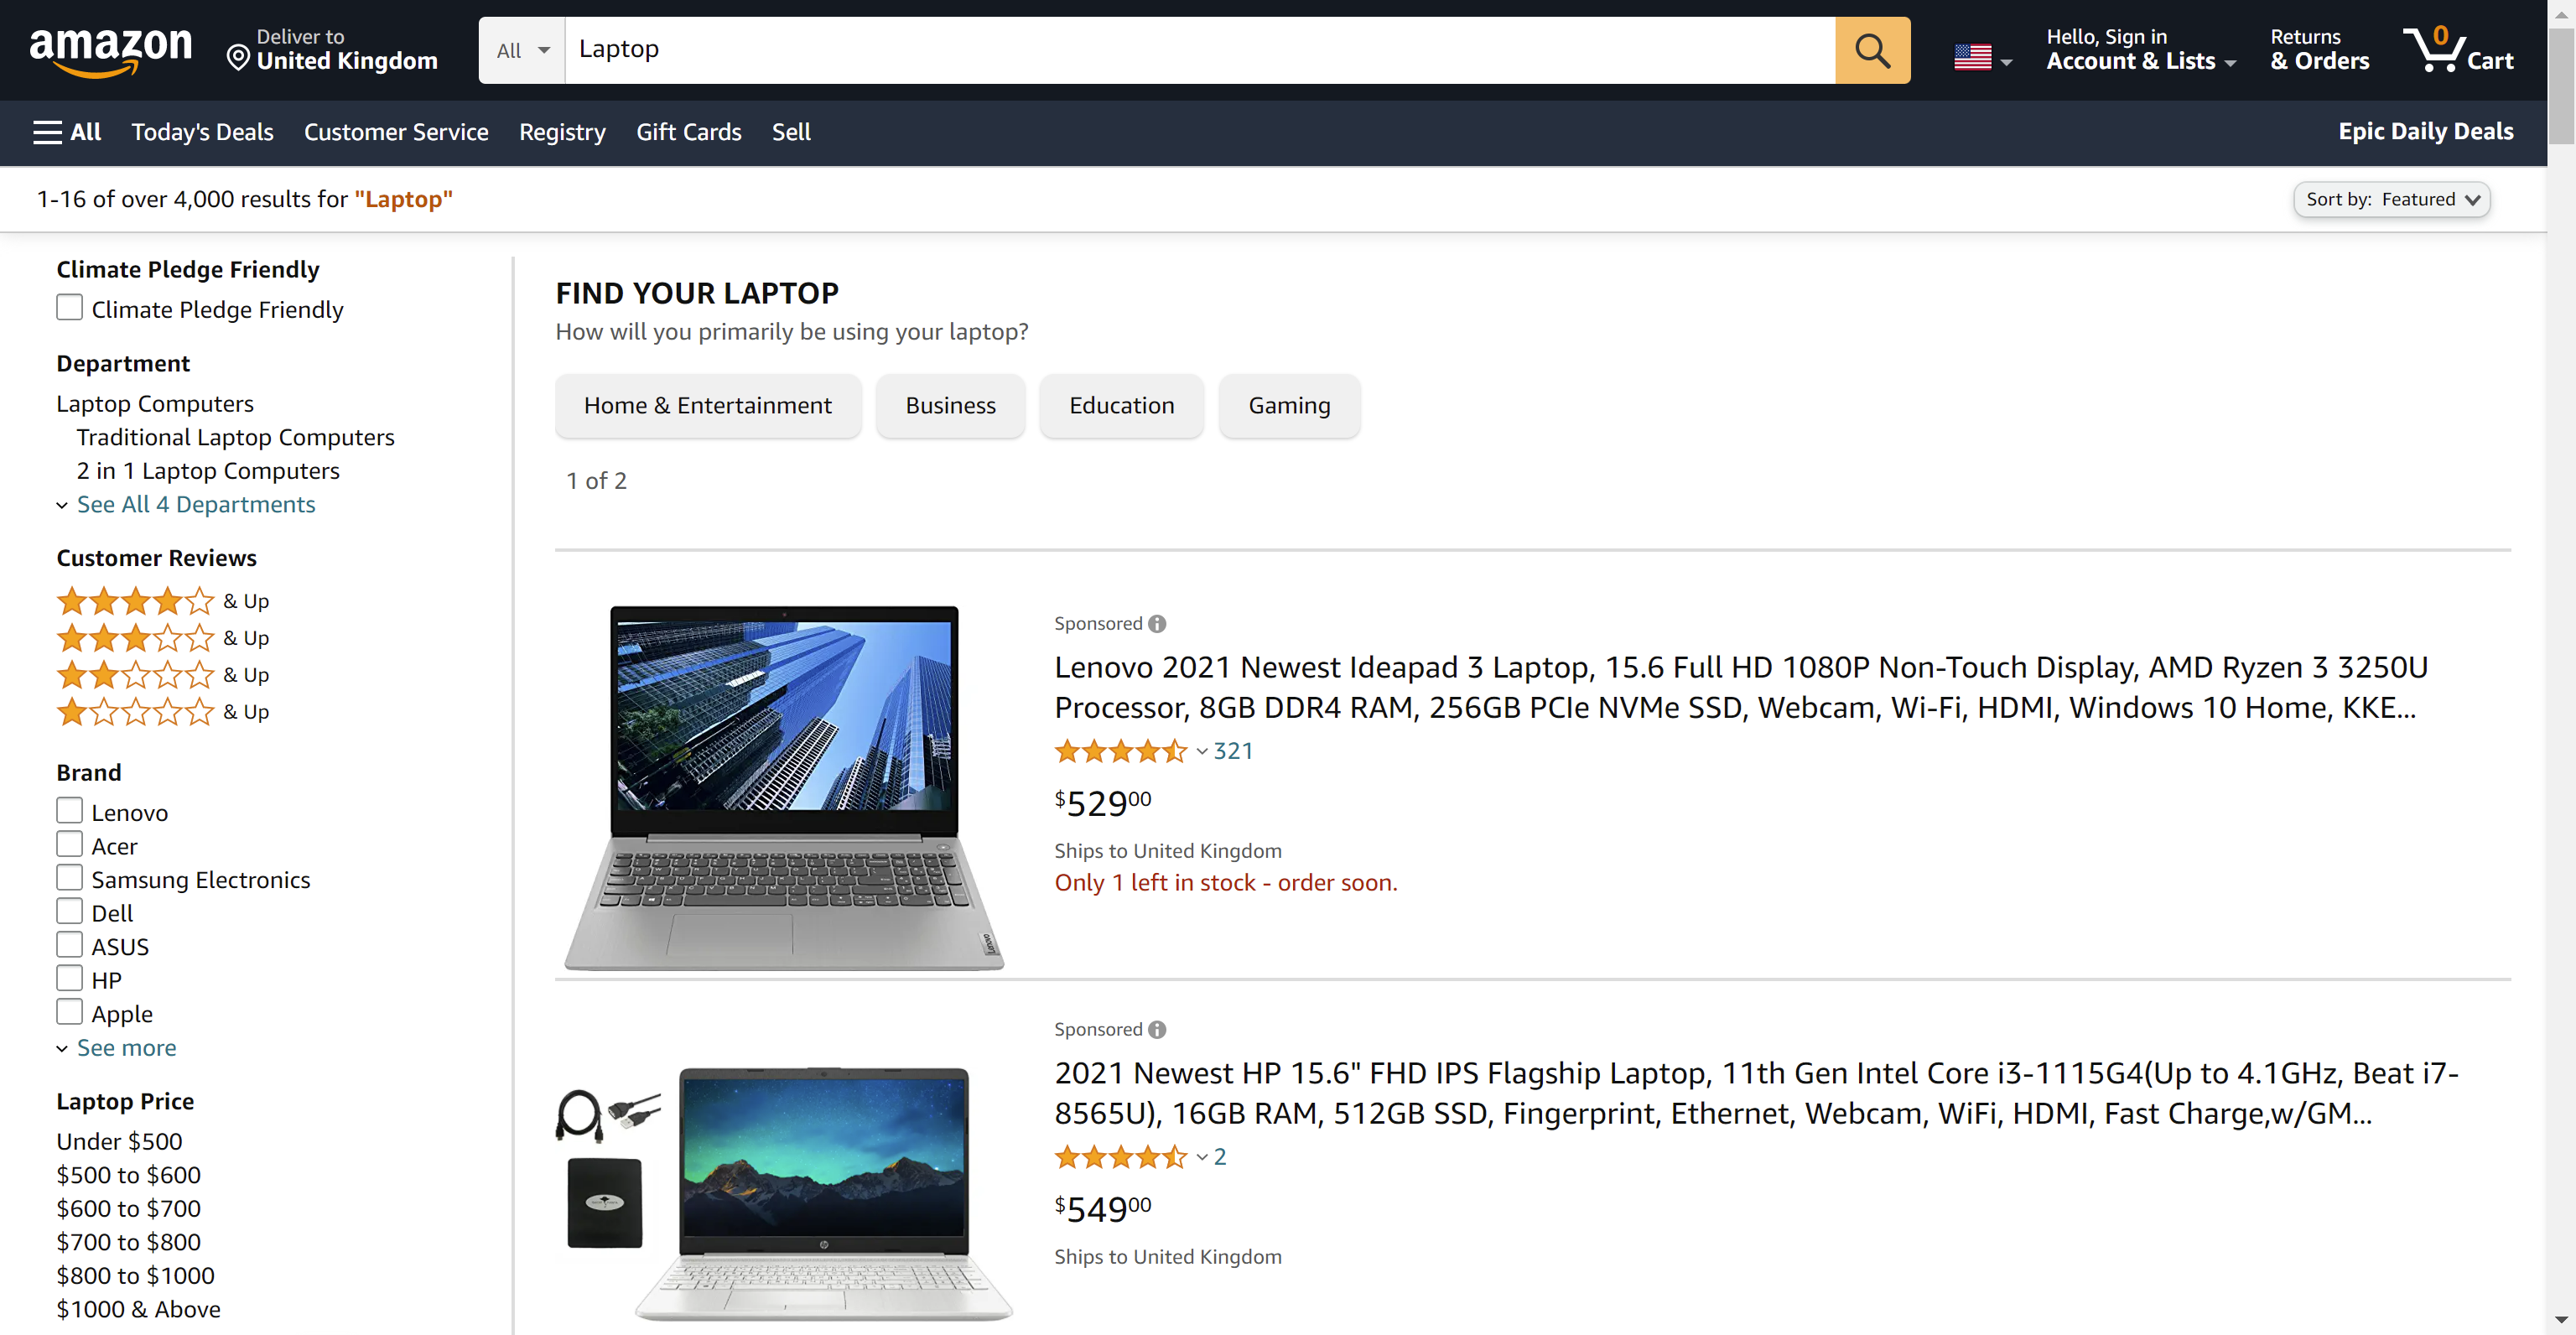 amazon
Deliver to
United Kingdom
All
Laptop
Hello, Sign in
Account & Lists
Returns
& Orders
0
Cart
All
Today's Deals
Customer Service
Registry
Gift Cards
Sell
Epic Daily Deals
1-16 of over 4,000 results for "Laptop"
Sort by: Featured
Climate Pledge Friendly
Climate Pledge Friendly
Department
Laptop Computers
Traditional Laptop Computers
2 in 1 Laptop Computers
See All 4 Departments
Customer Reviews
& Up
& Up
& Up
& Up
Brand
Lenovo
Acer
Samsung Electronics
Dell
ASUS
HP
Apple
See more
Laptop Price
Under $500
$500 to $600
$600 to $700
$700 to $800
$800 to $1000
$1000 & Above
FIND YOUR LAPTOP
How will you primarily be using your laptop?
Home & Entertainment
Business
Education
Gaming
1 of 2
Sponsored
Lenovo 2021 Newest Ideapad 3 Laptop, 15.6 Full HD 1080P Non-Touch Display, AMD Ryzen 3 3250U
Processor, 8GB DDR4 RAM, 256GB PCIe NVMe SSD, Webcam, Wi-Fi, HDMI, Windows 10 Home, KKE...
321
$52900
Ships to United Kingdom
Only 1 left in stock - order soon.
Lenovo
Sponsored
2021 Newest HP 15.6" FHD IPS Flagship Laptop, 11th Gen Intel Core i3-1115G4(Up to 4.1GHz, Beat i7-
8565U), 16GB RAM, 512GB SSD, Fingerprint, Ethernet, Webcam, WiFi, HDMI, Fast Charge,w/GM...
2
$54900
Ships to United Kingdom
hp